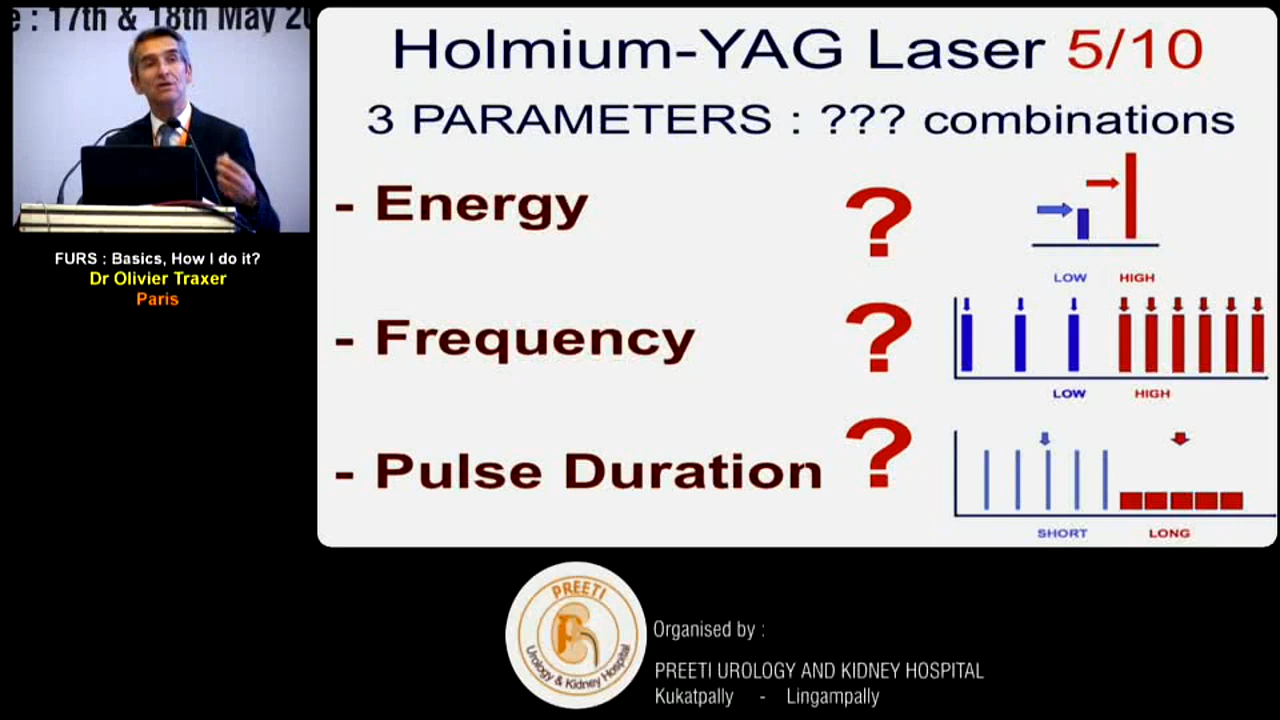 e : 17th & 18th May 20
FURS : Basics, How I do it?
Dr Olivier Traxer
Paris
Holmium-YAG Laser 5/10
3 PARAMETERS : ??? combinations
- Energy ?
LOW HIGH
- Frequency ?
LOW HIGH
- Pulse Duration ?
SHORT LONG
PREETI
Urology & Kidney Hospital
Organised by :
PREETI UROLOGY AND KIDNEY HOSPITAL
Kukatpally - Lingampally